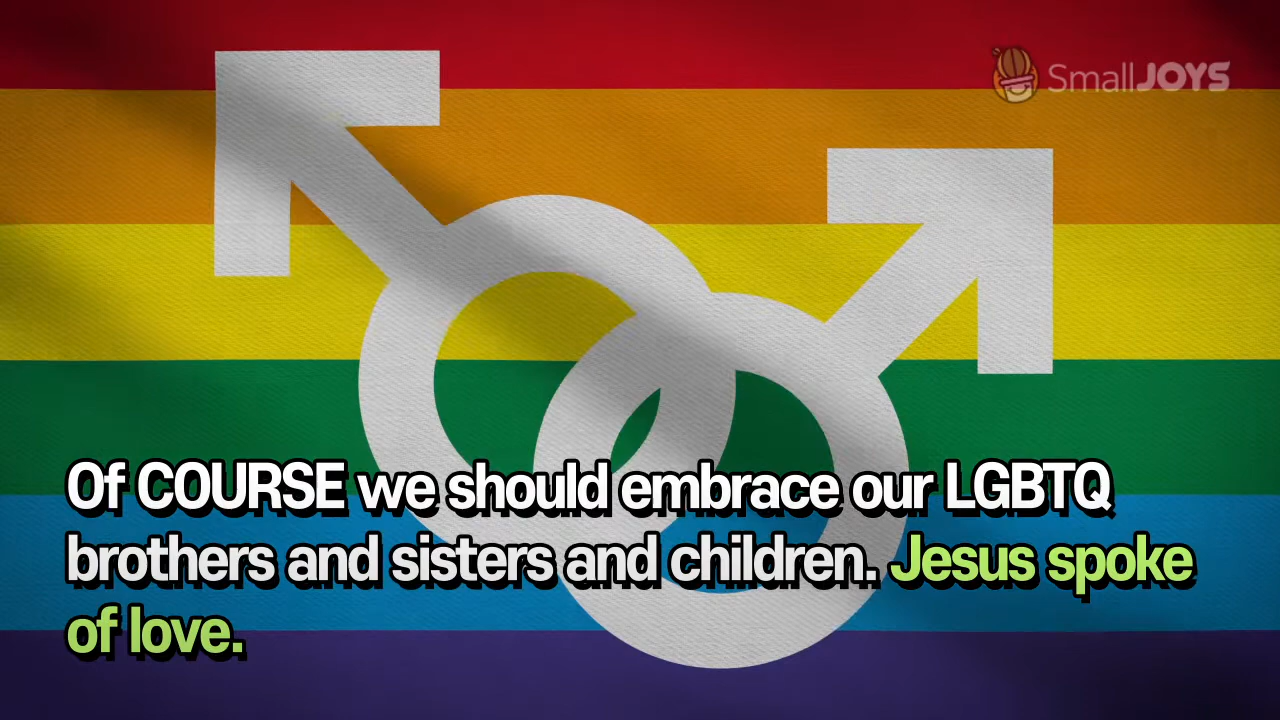 SmallJOYS
Of COURSE we should embrace our LGBTQ
brothers and sisters and children. Jesus spoke
of love.